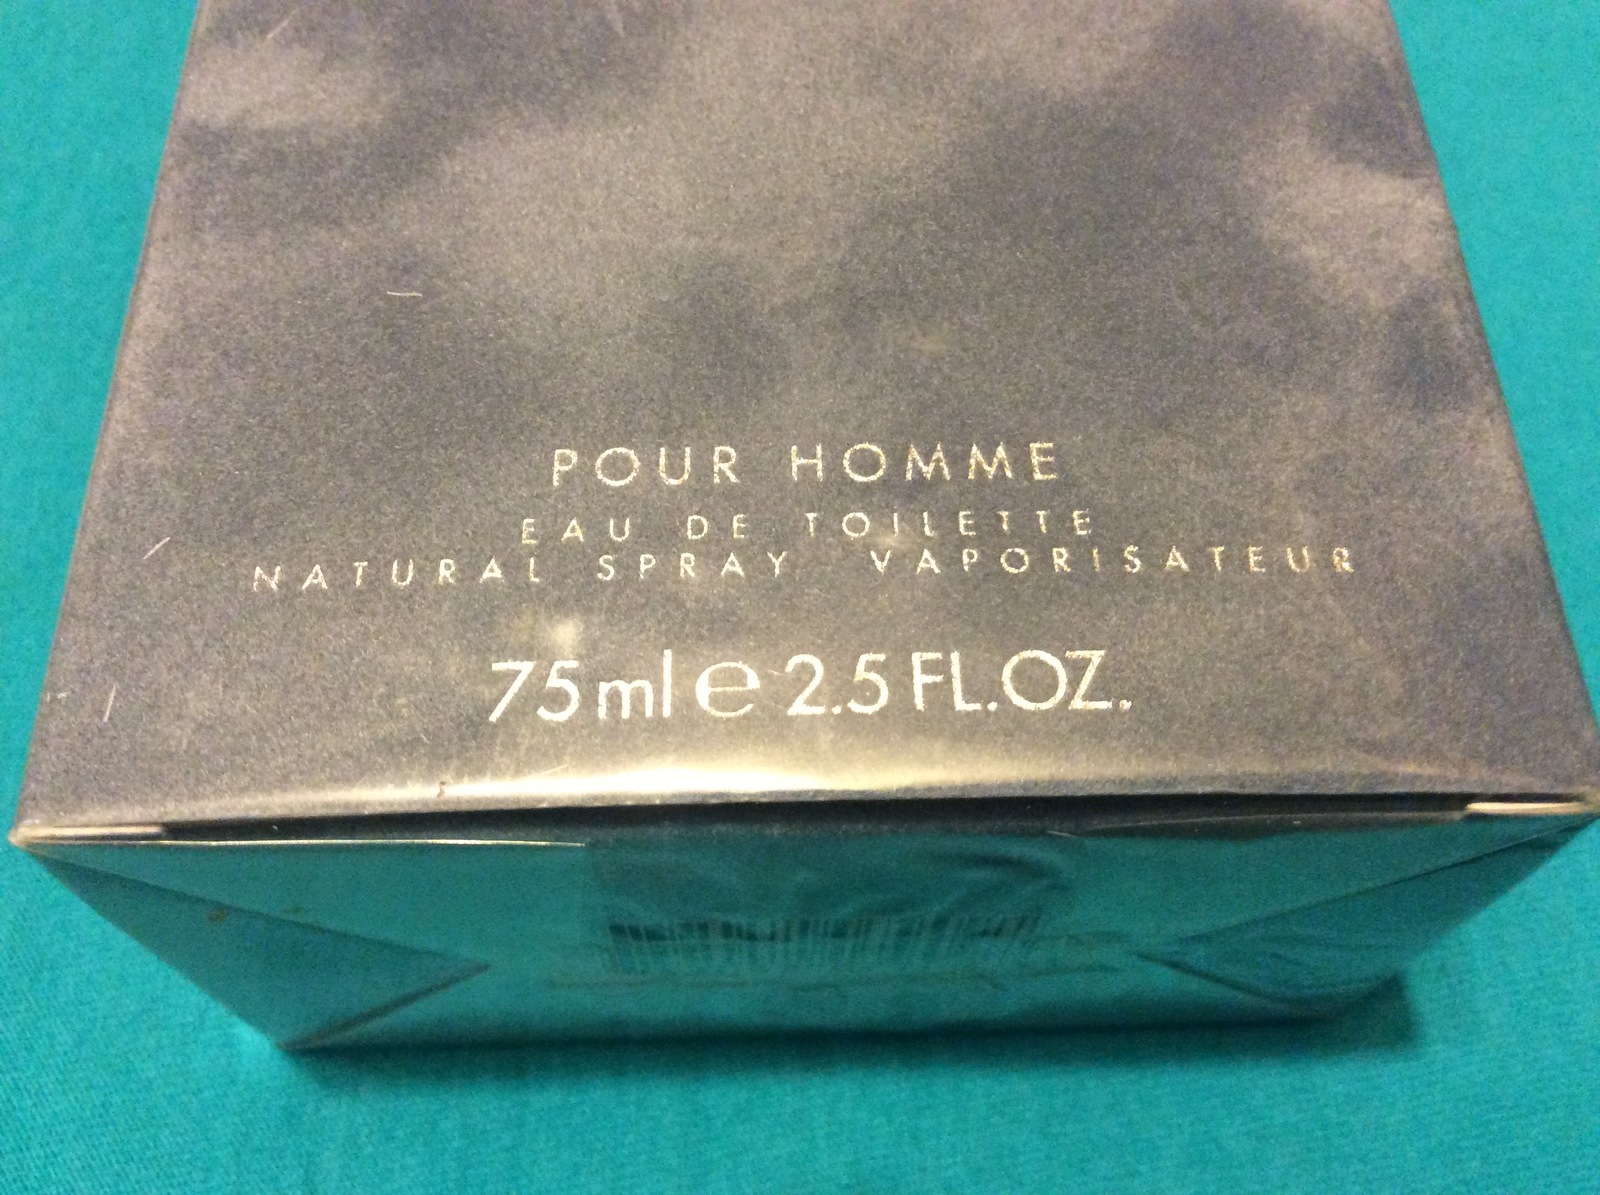 POUR HOMME
EAU DE TOILETTE
NATURAL SPRAY VAPORISATEUR
75ml e 2.5 FL.OZ.